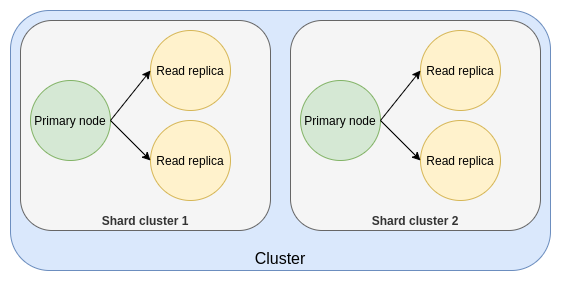 Read replica
Primary node
Read replica
Shard cluster 1
Read replica
Primary node
Read replica
Shard cluster 2
Cluster